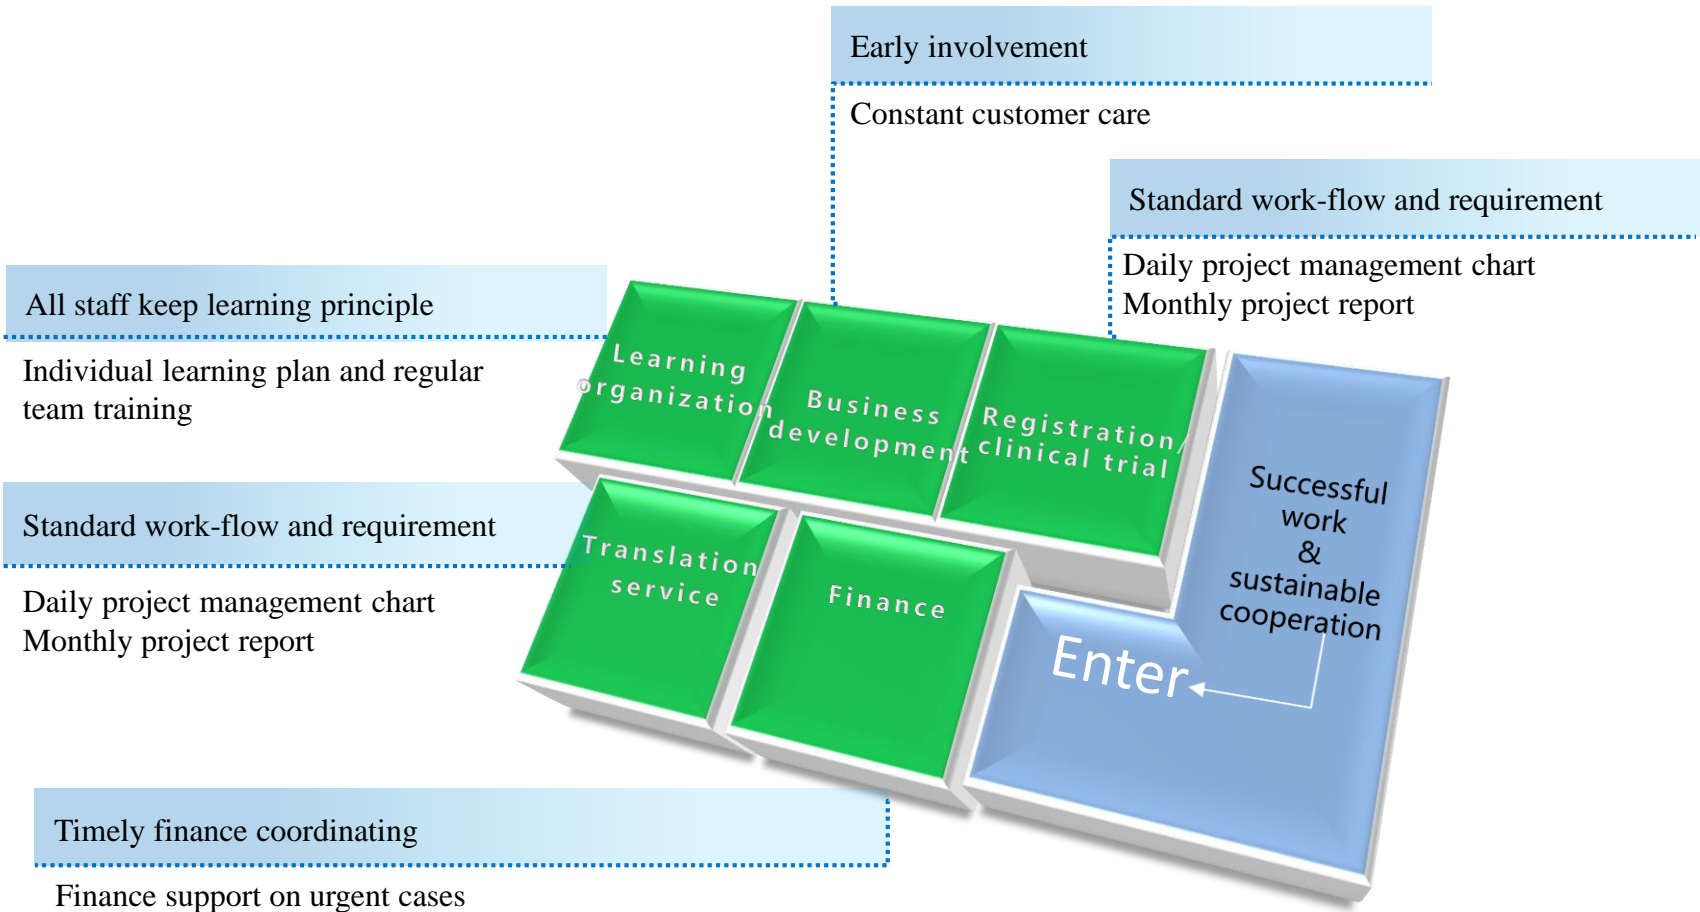 Early involvement
Constant customer care
Standard work-flow and requirement
Daily project management chart
Monthly project report
All staff keep learning principle
Individual learning plan and regular
team training
Learning
organization
Business
development
Registration/
clinical trial
Successful
work
&
sustainable
cooperation
Standard work-flow and requirement
Daily project management chart
Monthly project report
Translation
service
Finance
Enter
Timely finance coordinating
Finance support on urgent cases